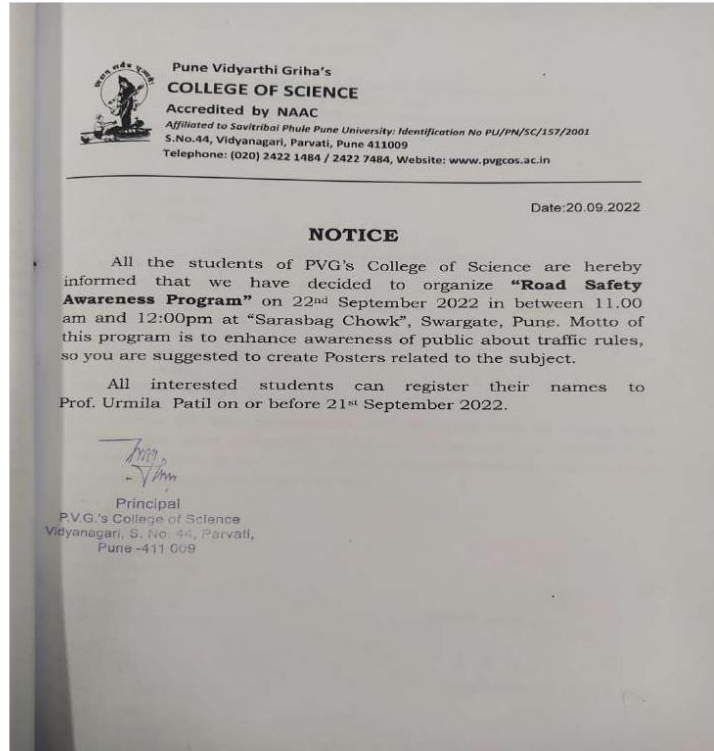 Pune Vidyarthi Griha's
COLLEGE OF SCIENCE
Accredited by NAAC
Affiliated to Savitribai Phule Pune University: Identification No PU/PN/SC/157/2001
S.No.44, Vidyanagari, Parvati, Pune 411009
Telephone: (020) 2422 1484 / 2422 7484, Website: www.pvgcos.ac.in
Date:20.09.2022
NOTICE
All the students of PVG's College of Science are hereby
informed that we have decided to organize "Road Safety
Awareness Program" on 22nd September 2022 in between 11.00
am and 12:00pm at "Sarasbag Chowk", Swargate, Pune. Motto of
this program is to enhance awareness of public about traffic rules,
so you are suggested to create Posters related to the subject.
All interested students can register their names to
Prof. Urmila Patil on or before 21st September 2022.
Principal
P.V.G.'s College of Science
Vidyanagari, S. No. 44, Parvati,
Pune -411 009